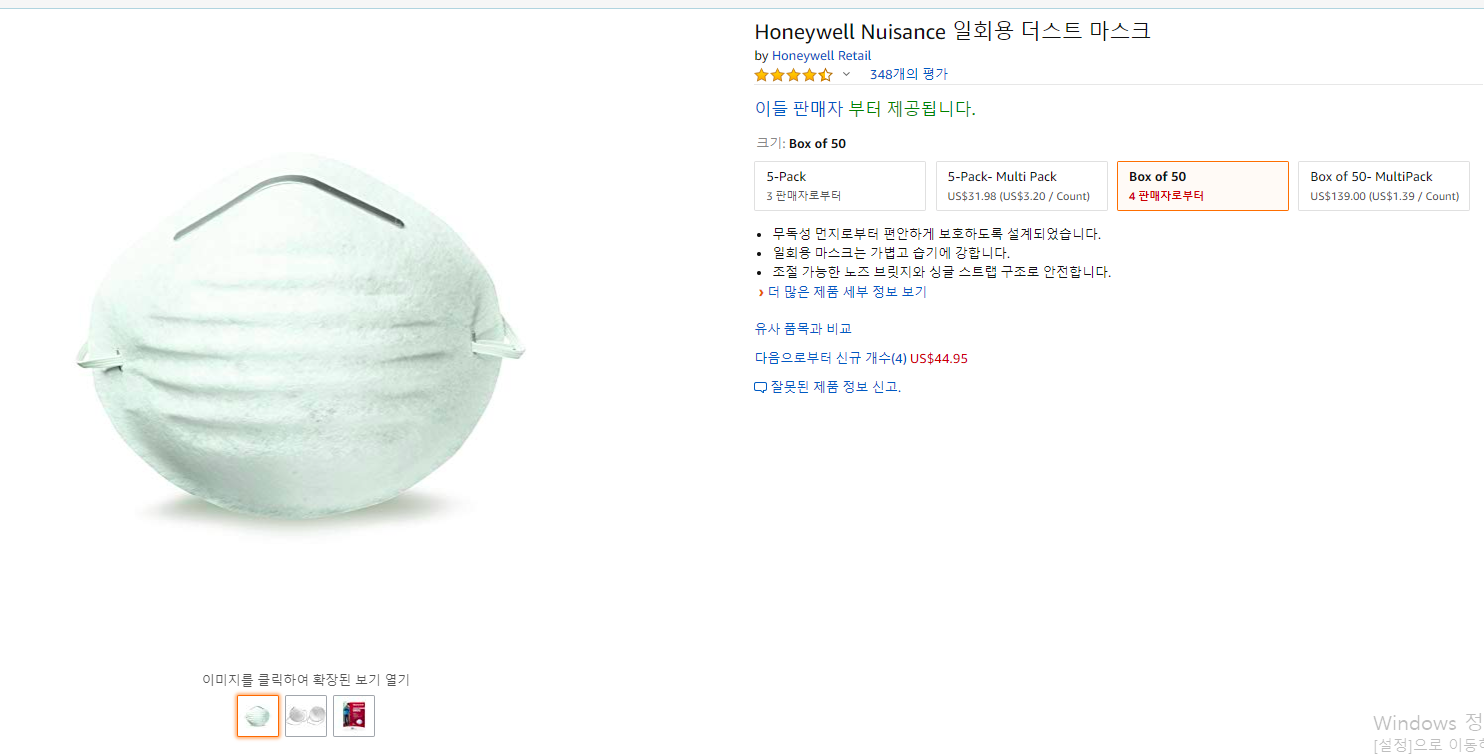 Honeywell Nuisance 일회용 더스트 마스크
by Honeywell Retail
348개의 평가
이들 판매자 부터 제공됩니다.
크기: Box of 50
5-Pack
3 판매자로부터
5-Pack- Multi Pack
US$31.98 (US$3.20 / Count)
Box of 50
4 판매자로부터
Box of 50- MultiPack
US$139.00 (US$1.39 / Count)
• 무독성 먼지로부터 편안하게 보호하도록 설계되었습니다.
• 일회용 마스크는 가볍고 습기에 강합니다.
• 조절 가능한 노즈 브릿지와 싱글 스트랩 구조로 안전합니다.
› 더 많은 제품 세부 정보 보기
유사 품목과 비교
다음으로부터 신규 개수(4) US$44.95
잘못된 제품 정보 신고.
이미지를 클릭하여 확장된 보기 열기
Windows 정
[설정]으로 이동